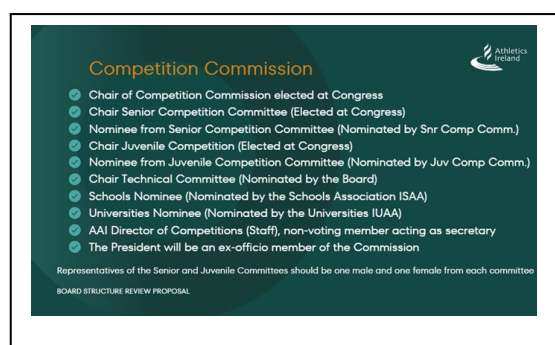 Athletics
Ireland
Competition Commission
Chair of Competition Commission elected at Congress
Chair Senior Competition Committee (Elected at Congress)
Nominee from Senior Competition Committee (Nominated by Snr Comp Comm.)
Chair Juvenile Competition (Elected at Congress)
Nominee from Juvenile Competition Committee (Nominated by Juv Comp Comm.)
Chair Technical Committee (Nominated by the Board)
Schools Nominee (Nominated by the Schools Association ISAA)
Universities Nominee (Nominated by the Universities IUAA)
AAI Director of Competitions (Staff), non-voting member acting as secretary
The President will be an ex-officio member of the Commission
Representatives of the Senior and Juvenile Committees should be one male and one female from each committee
BOARD STRUCTURE REVIEW PROPOSAL